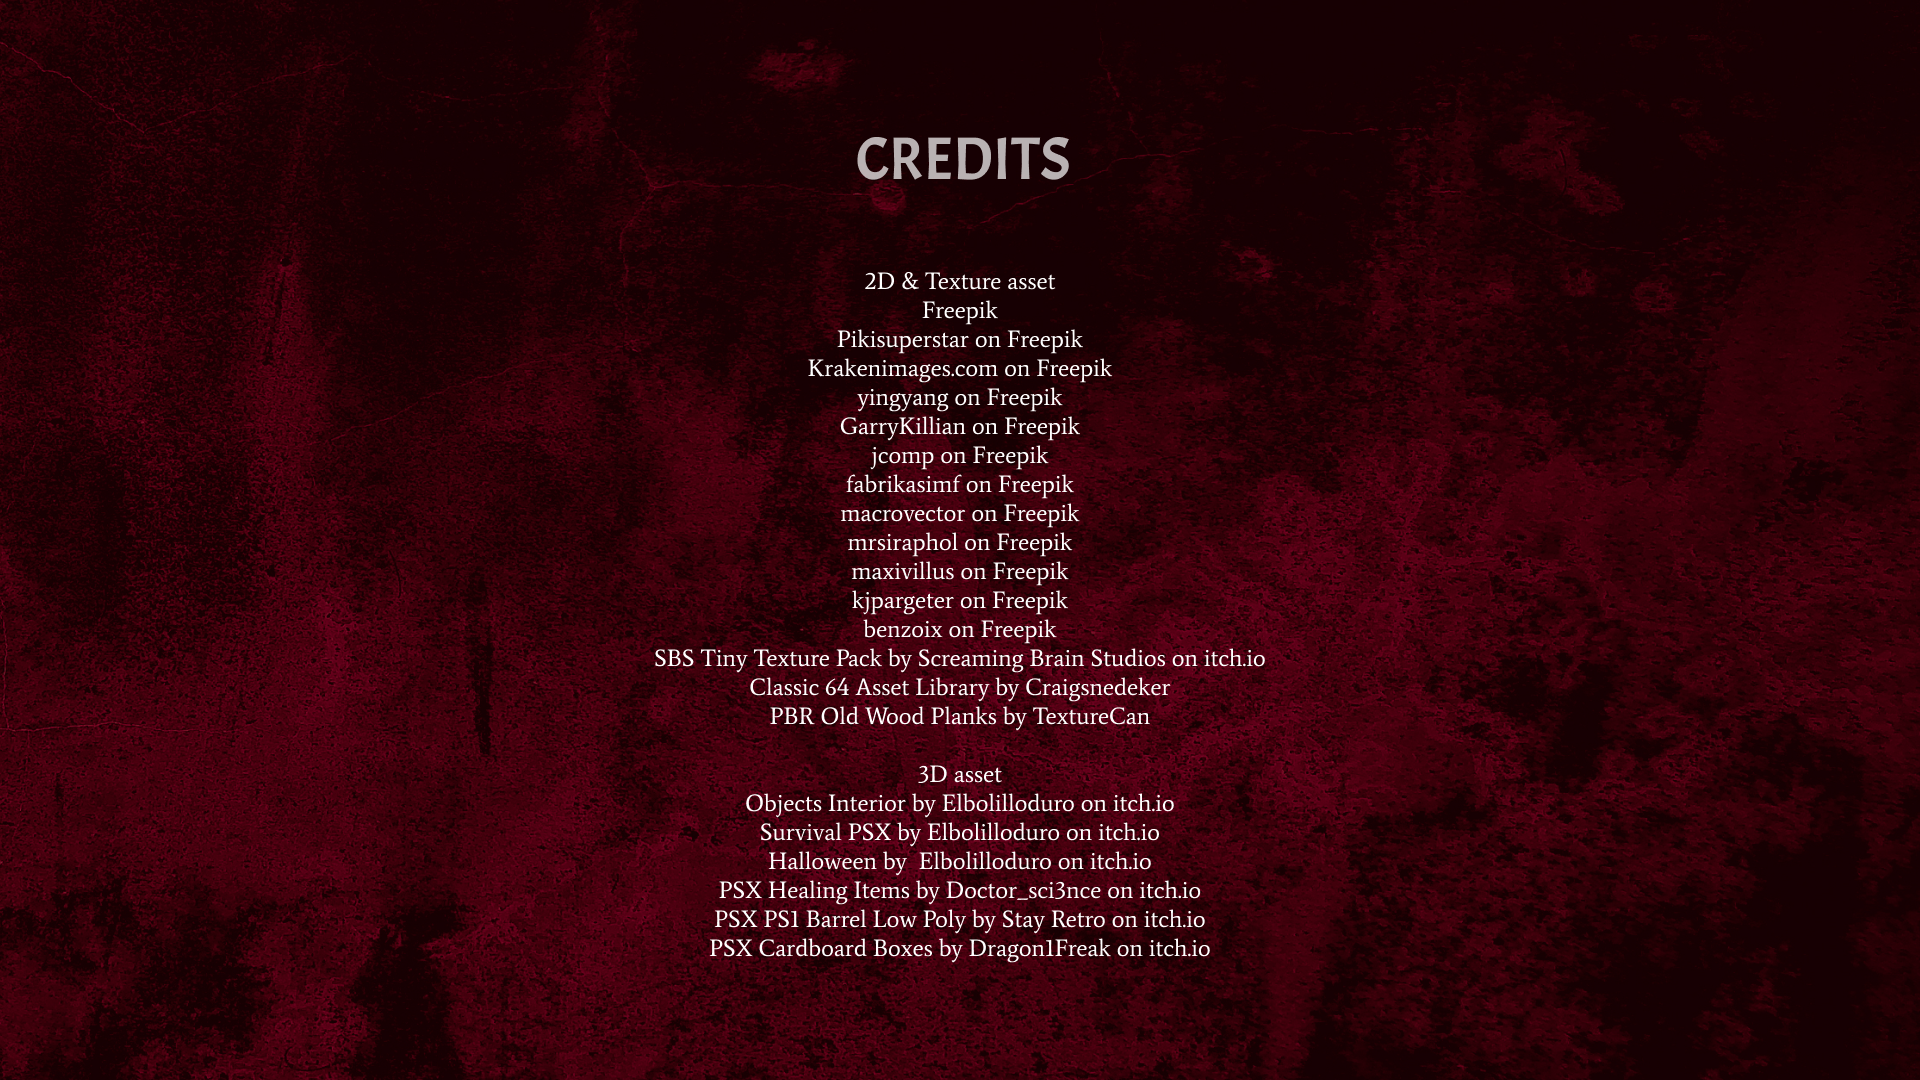 CREDITS
2D & Texture asset
Freepik
Pikisuperstar on Freepik
Krakenimages.com on Freepik
yingyang on Freepik
GarryKillian on Freepik
jcomp on Freepik
fabrikasimf on Freepik
macrovector on Freepik
mrsiraphol on Freepik
maxivillus on Freepik
kjpargeter on Freepik
benzoix on Freepik
SBS Tiny Texture Pack by Screaming Brain Studios on itch.io
Classic 64 Asset Library by Craigsnedeker
PBR Old Wood Planks by TextureCan
3D asset
Objects Interior by Elbolilloduro on itch.io
Survival PSX by Elbolilloduro on itch.io
Halloween by  Elbolilloduro on itch.io
PSX Healing Items by Doctor_sci3nce on itch.io
PSX PS1 Barrel Low Poly by Stay Retro on itch.io
PSX Cardboard Boxes by Dragon1Freak on itch.io